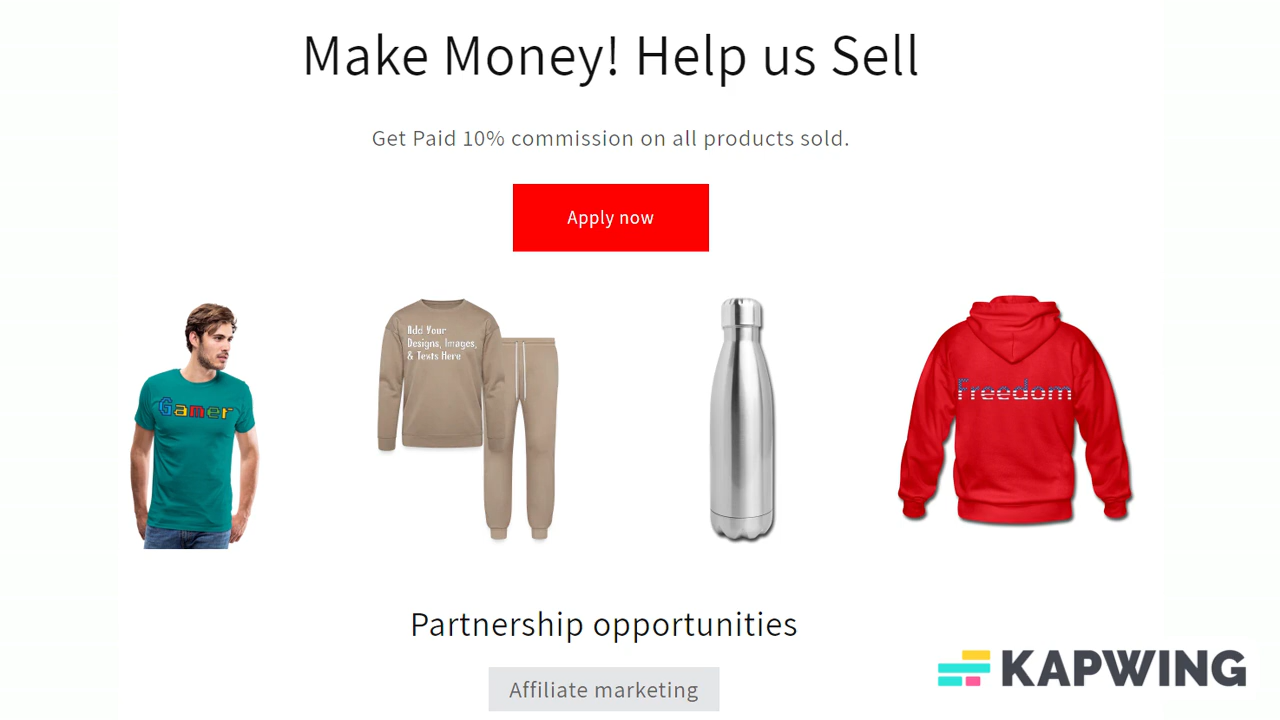 Make Money! Help us Sell
Get Paid 10% commission on all products sold.
Apply now
Gamer
Add Your
Designs, Images,
& Texts Here
Freedom
Partnership opportunities
Affiliate marketing
KAPWING